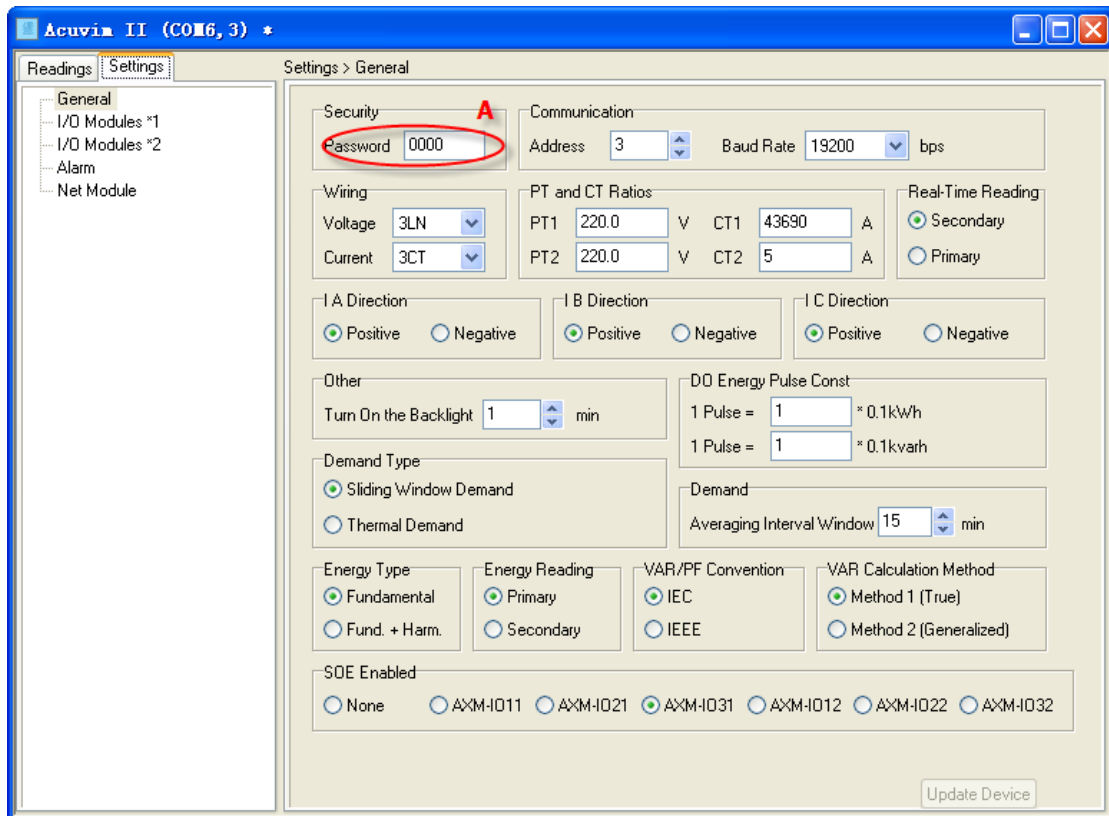 Acuvim II (COM6,3) *
Readings Settings
Settings > General
General
I/O Modules *1
I/O Modules *2
Alarm
Net Module
Security
A
Password 0000
Communication
Address 3 Baud Rate 19200 bps
Wiring
Voltage 3LN
Current 3CT
PT and CT Ratios
PT1 220.0 V CT1 43690 A
PT2 220.0 V CT2 5 A
Real-Time Reading
Secondary
Primary
I A Direction
Positive Negative
I B Direction
Positive Negative
I C Direction
Positive Negative
Other
Turn On the Backlight 1 min
DO Energy Pulse Const
1 Pulse = 1 * 0.1kWh
1 Pulse = 1 * 0.1kvarh
Demand Type
Sliding Window Demand
Thermal Demand
Demand
Averaging Interval Window 15 min
Energy Type
Fundamental
Fund. + Harm.
Energy Reading
Primary
Secondary
VAR/PF Convention
IEC
IEEE
VAR Calculation Method
Method 1 (True)
Method 2 (Generalized)
SOE Enabled
None AXM-IO11 AXM-IO21 AXM-IO31 AXM-IO12 AXM-IO22 AXM-IO32
Update Device